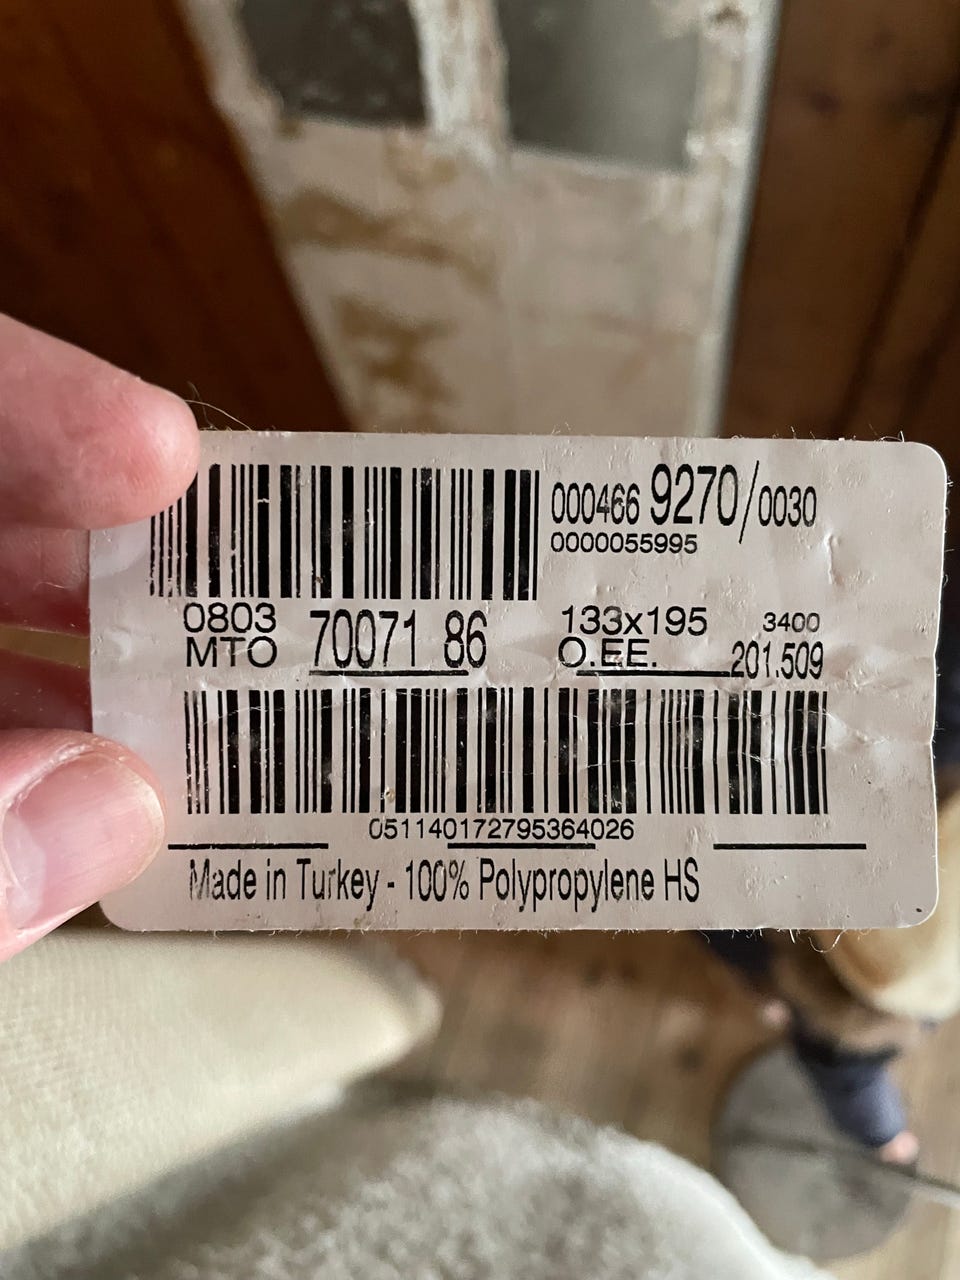 000466 9270/0030
0000055995
0803 70071 86 133x195 3400
MTO O.EE. 201.509
051140172795364026
Made in Turkey - 100% Polypropylene HS